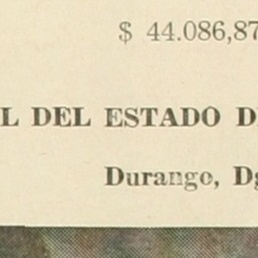 $ 44.086,87
L DEL ESTADO D
Durango, Dg